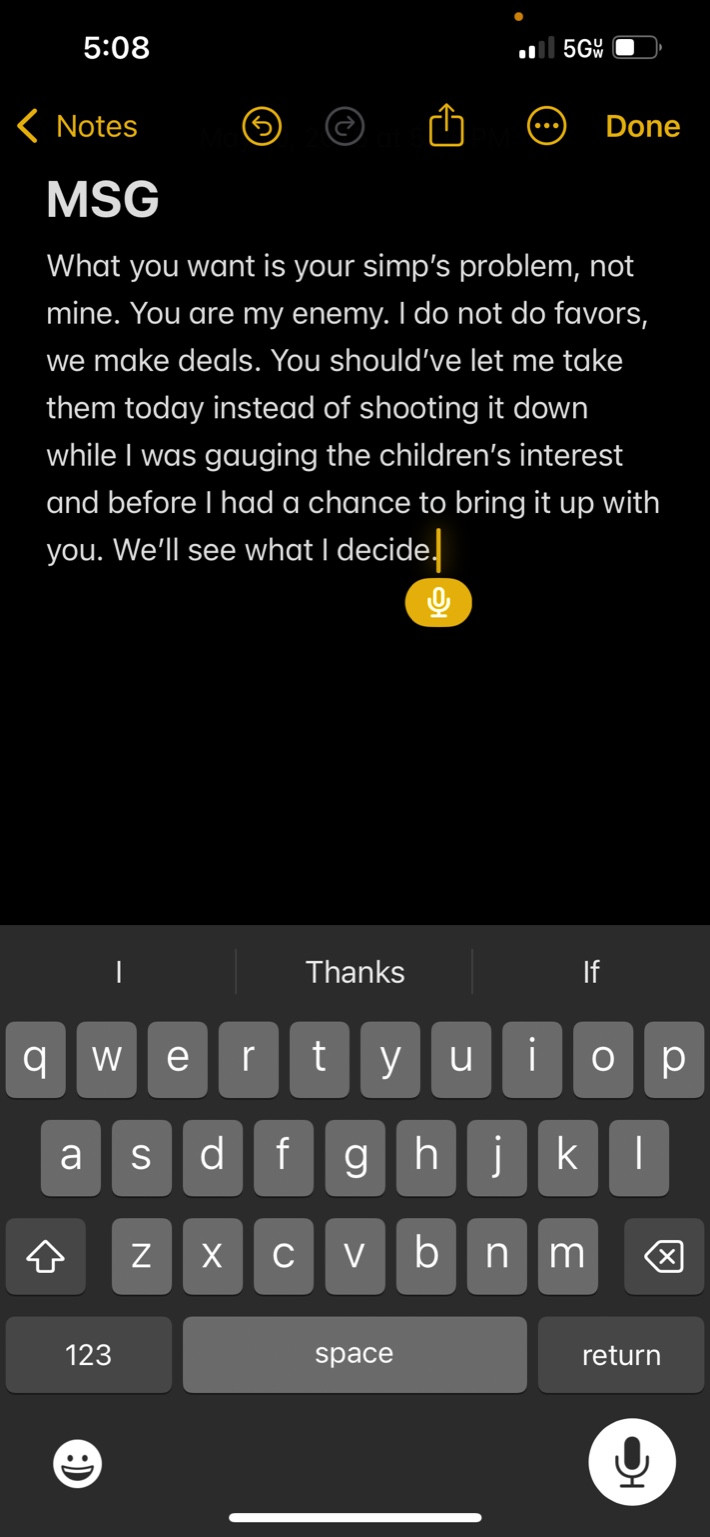 5:08
5GUW
Notes
Done
MSG
What you want is your simp’s problem, not
mine. You are my enemy. I do not do favors,
we make deals. You should’ve let me take
them today instead of shooting it down
while I was gauging the children’s interest
and before I had a chance to bring it up with
you. We’ll see what I decide.
I Thanks If
q w e r t y u i o p
a s d f g h j k l
z x c v b n m
123 space return